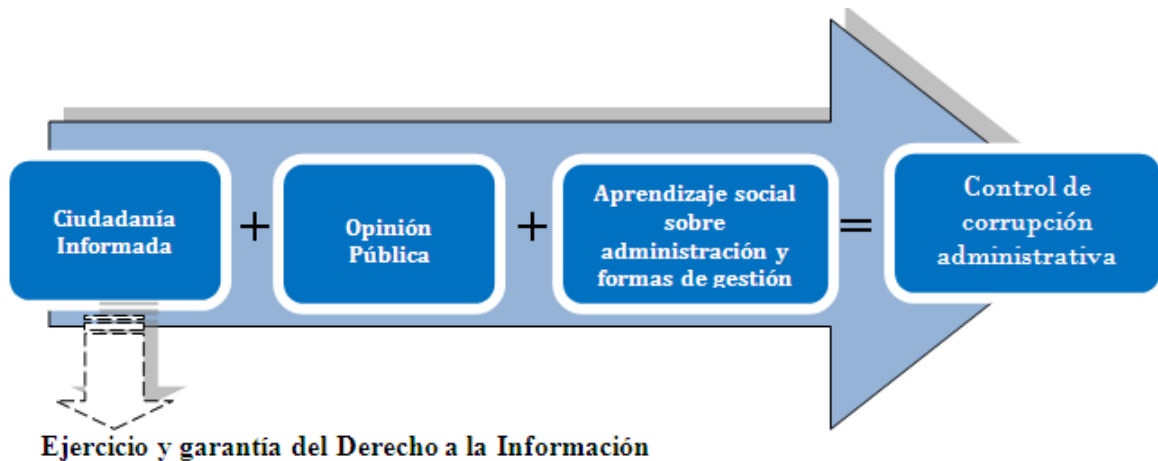 Ciudadanía
Informada
+
Opinión
Pública
+
Aprendizaje social
sobre
administración y
formas de gestión
=
Control de
corrupción
administrativa
Ejercicio y garantía del Derecho a la Información